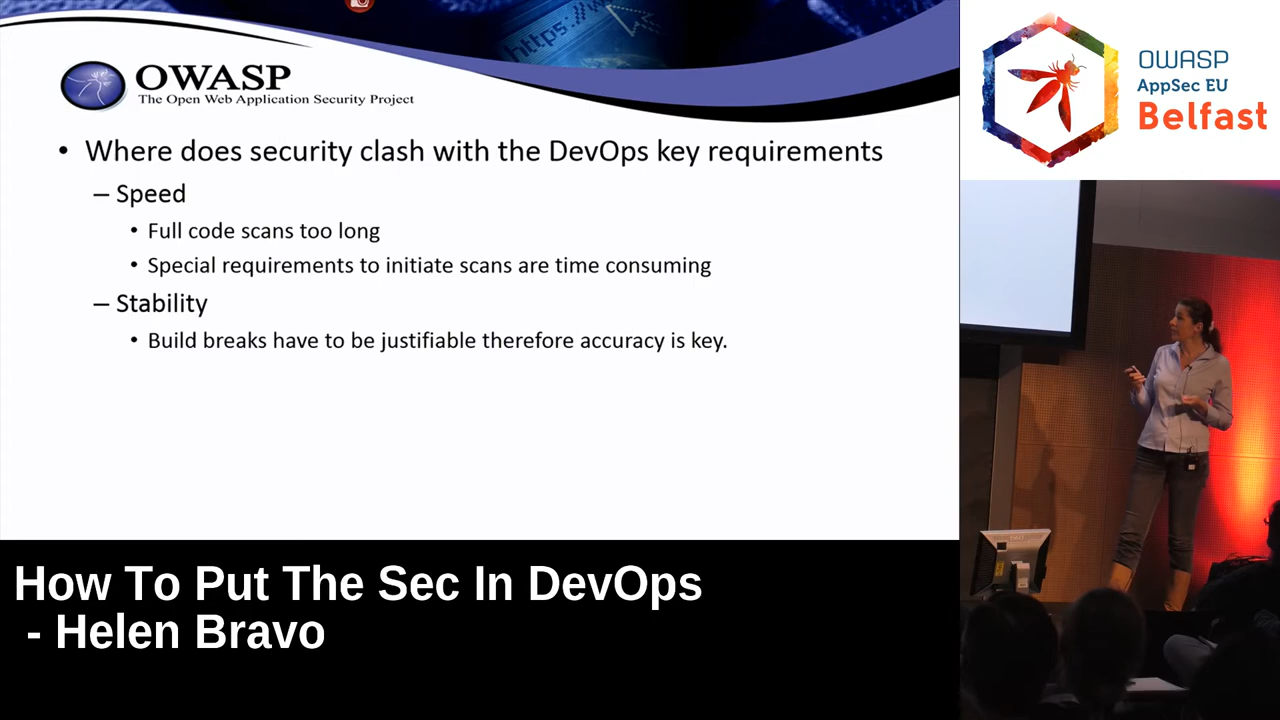 https:
OWASP
The Open Web Application Security Project
• Where does security clash with the DevOps key requirements
– Speed
• Full code scans too long
• Special requirements to initiate scans are time consuming
– Stability
• Build breaks have to be justifiable therefore accuracy is key.
OWASP
AppSec EU
Belfast
How To Put The Sec In DevOps
- Helen Bravo